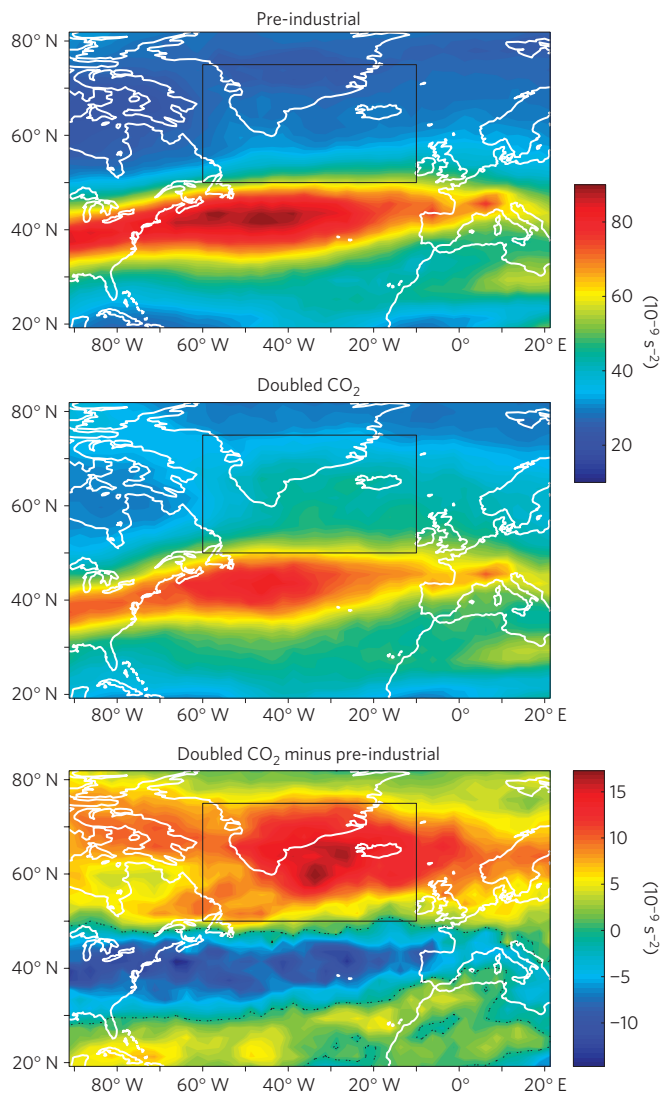 Pre-industrial
80° N
60° N
40° N
20° N
80° W 60° W 40° W 20° W 0° 20° E
80
60
40
20
(10⁻⁹ s⁻²)
Doubled CO₂
80° N
60° N
40° N
20° N
80° W 60° W 40° W 20° W 0° 20° E
Doubled CO₂ minus pre-industrial
80° N
60° N
40° N
20° N
80° W 60° W 40° W 20° W 0° 20° E
15
10
5
0
−5
−10
(10⁻⁹ s⁻²)